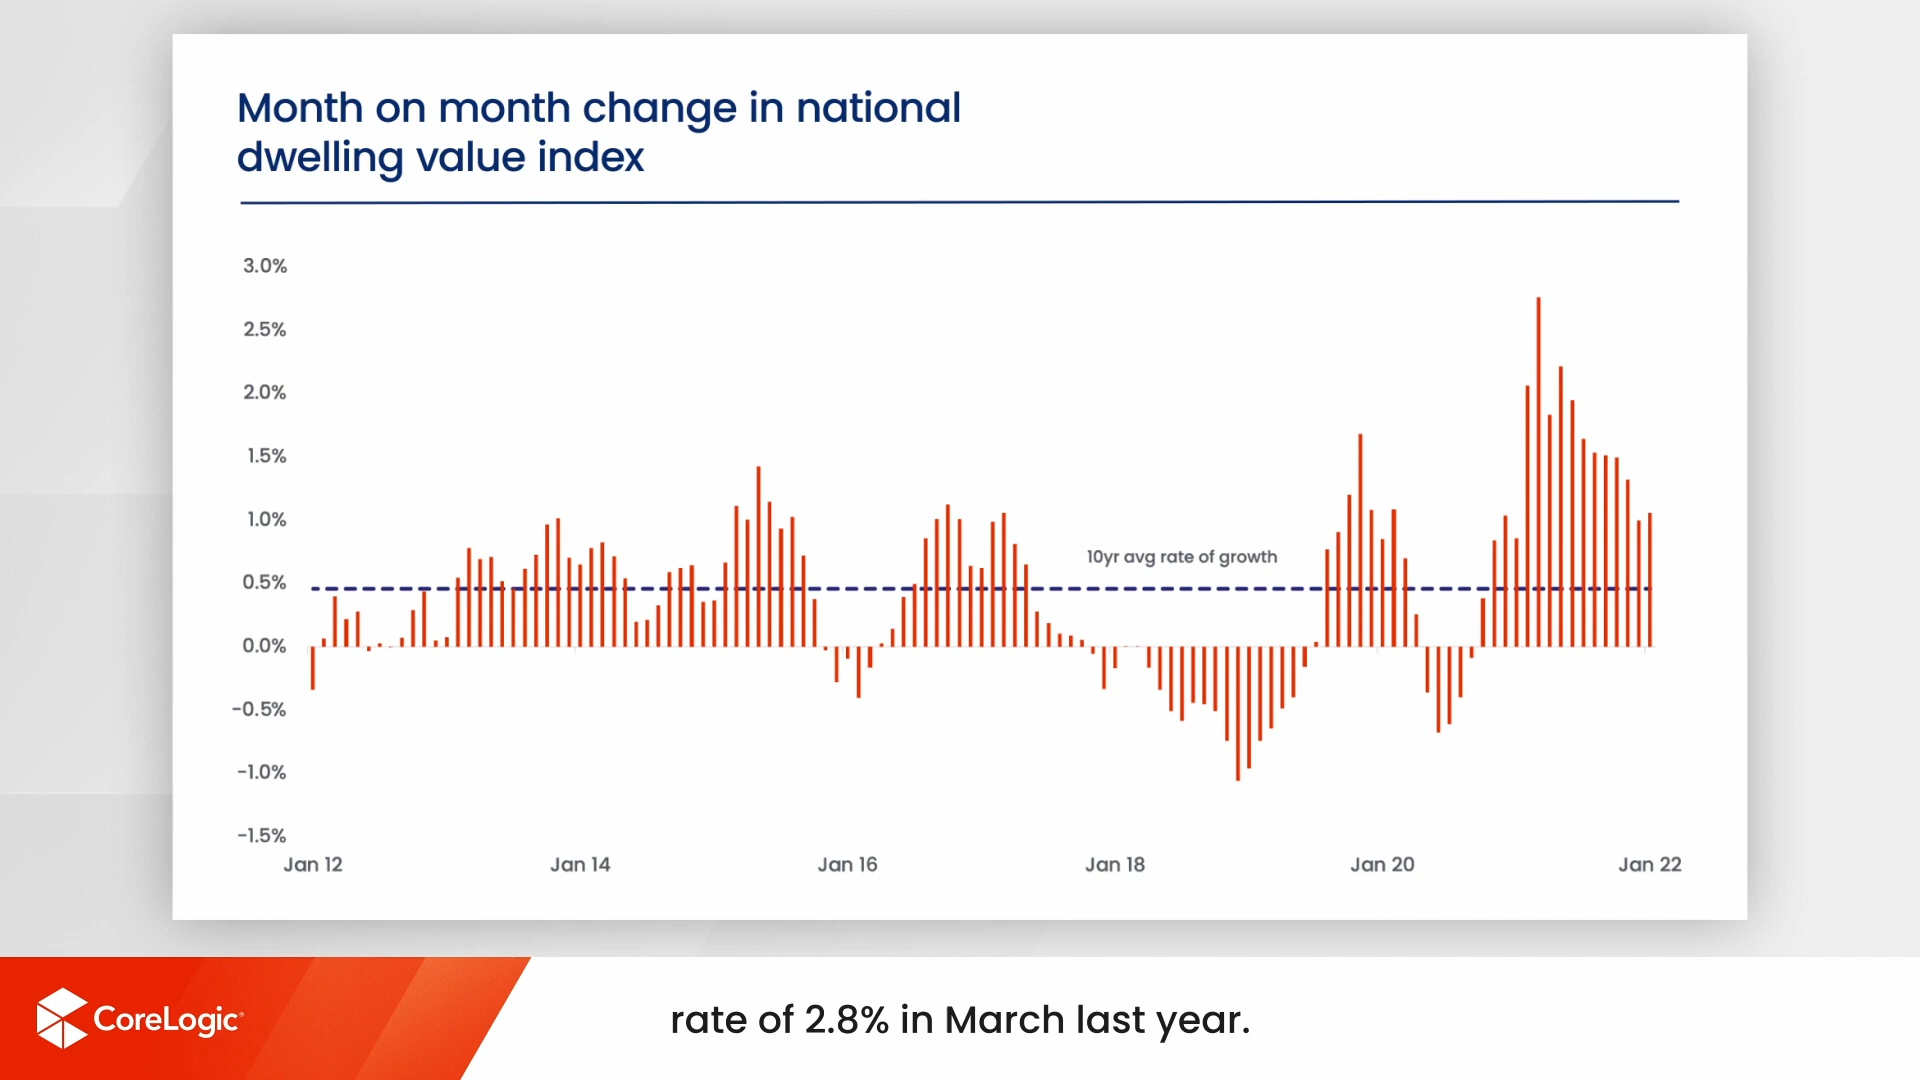 Month on month change in national
dwelling value index
3.0%
2.5%
2.0%
1.5%
1.0%
10yr avg rate of growth
0.5%
0.0%
-0.5%
-1.0%
-1.5%
Jan 12 Jan 14 Jan 16 Jan 18 Jan 20 Jan 22
CoreLogic
rate of 2.8% in March last year.